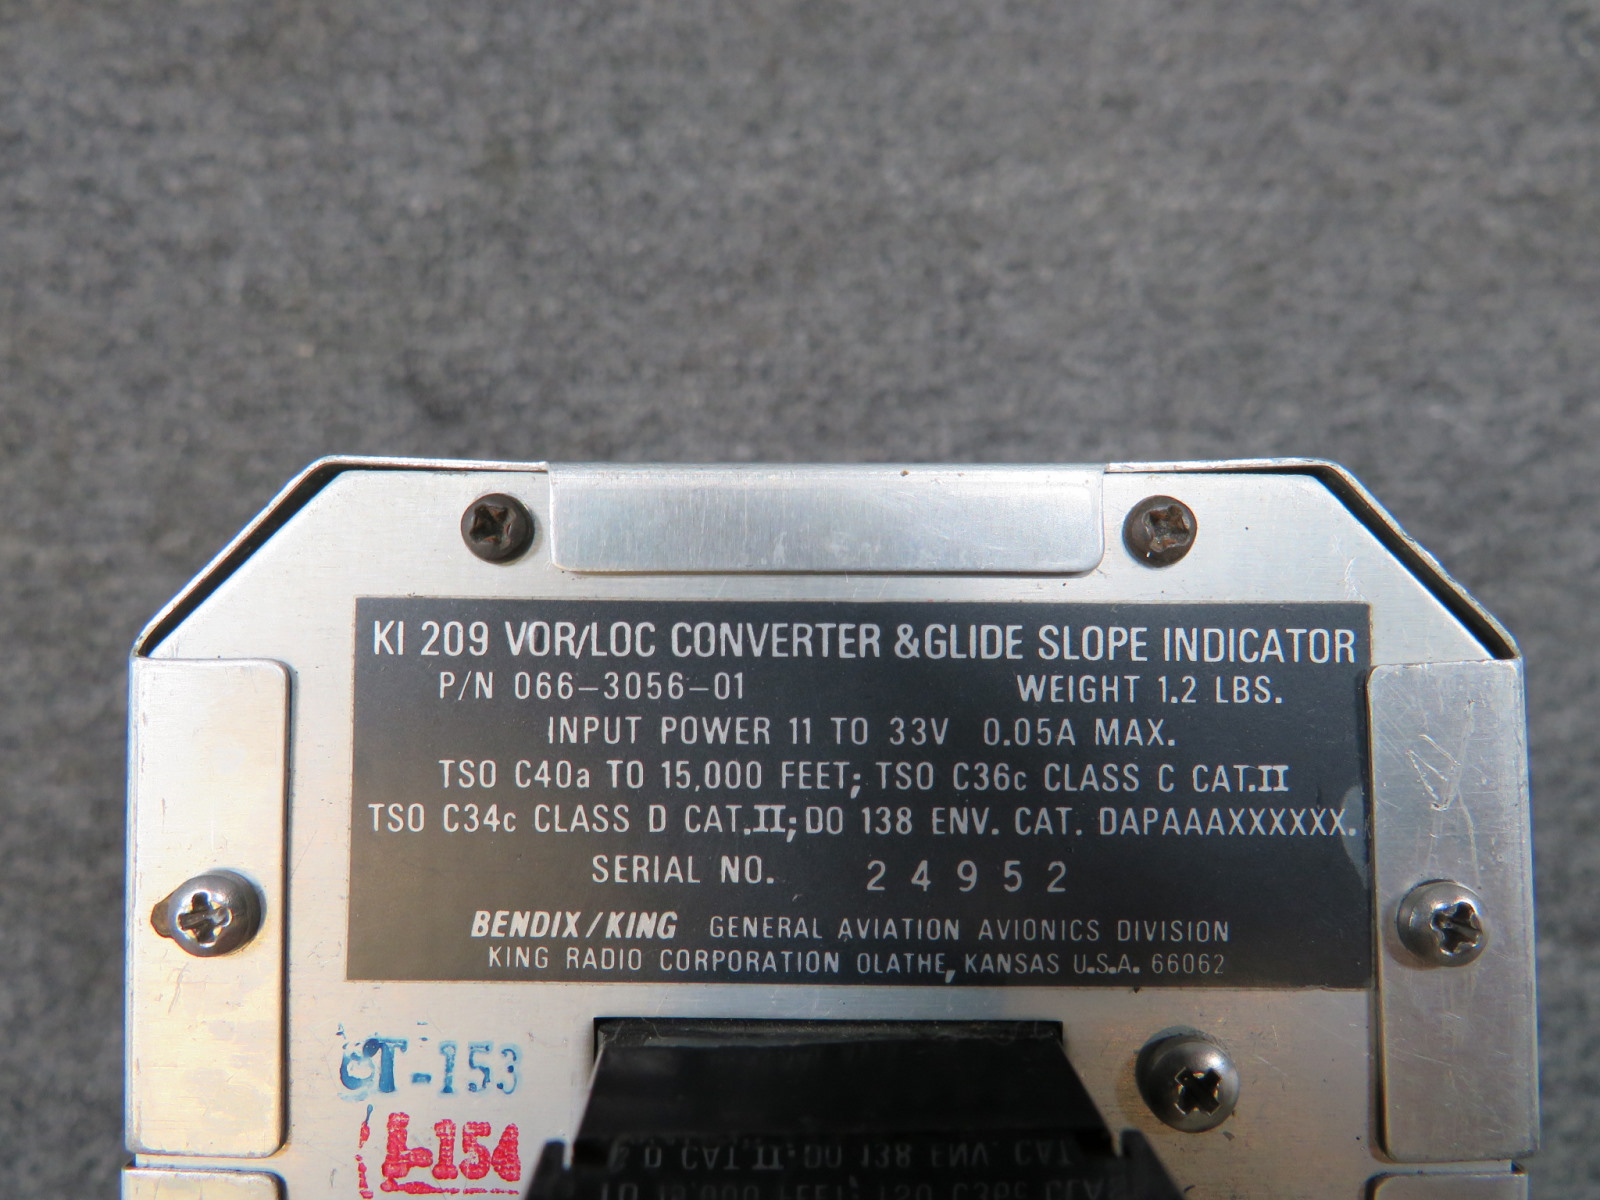 KI 209 VOR/LOC CONVERTER &GLIDE SLOPE INDICATOR
P/N 066-3056-01 WEIGHT 1.2 LBS.
INPUT POWER 11 TO 33V 0.05A MAX.
TSO C40a TO 15,000 FEET; TSO C36c CLASS C CAT.II
TSO C34c CLASS D CAT.II; DO 138 ENV. CAT. DAPAAAXXXXXX.
SERIAL NO. 24952
BENDIX/KING GENERAL AVIATION AVIONICS DIVISION
KING RADIO CORPORATION OLATHE, KANSAS U.S.A. 66062
CT-153
I-154